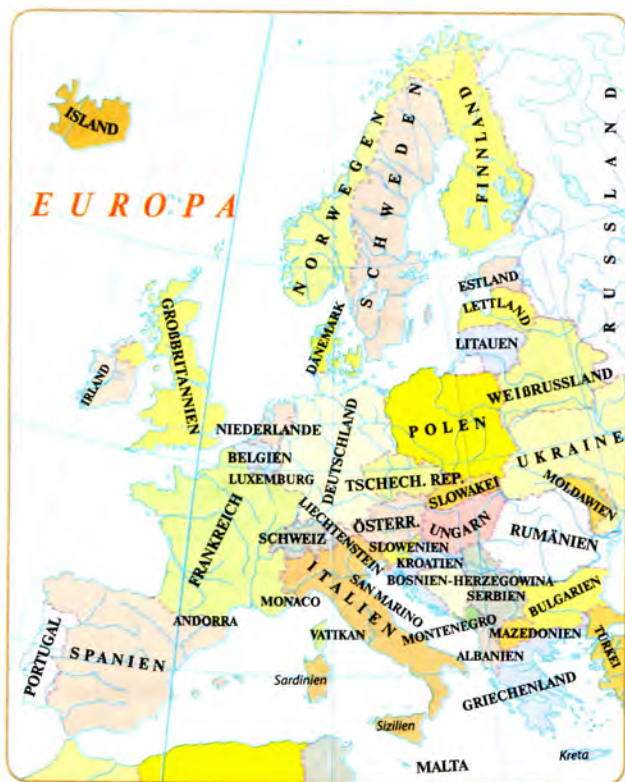 ISLAND
EUROPA
NORWEGEN
SCHWEDEN
FINNLAND
RUSSLAND
ESTLAND
LETTLAND
LITAUEN
DÄNEMARK
GROßBRITANNIEN
IRLAND
WEIßRUSSLAND
POLEN
NIEDERLANDE
BELGIEN
LUXEMBURG
DEUTSCHLAND
TSCHECH. REP.
SLOWAKEI
UKRAINE
MOLDAWIEN
FRANKREICH
SCHWEIZ
LIECHTENSTEIN
ÖSTERR.
UNGARN
RUMÄNIEN
SLOWENIEN
KROATIEN
BOSNIEN-HERZEGOWINA
SERBIEN
ITALIEN
SAN MARINO
MONACO
ANDORRA
VATIKAN
MONTENEGRO
MAZEDONIEN
BULGARIEN
TÜRKEI
ALBANIEN
GRIECHENLAND
PORTUGAL
SPANIEN
Sardinien
Sizilien
MALTA
Kreta